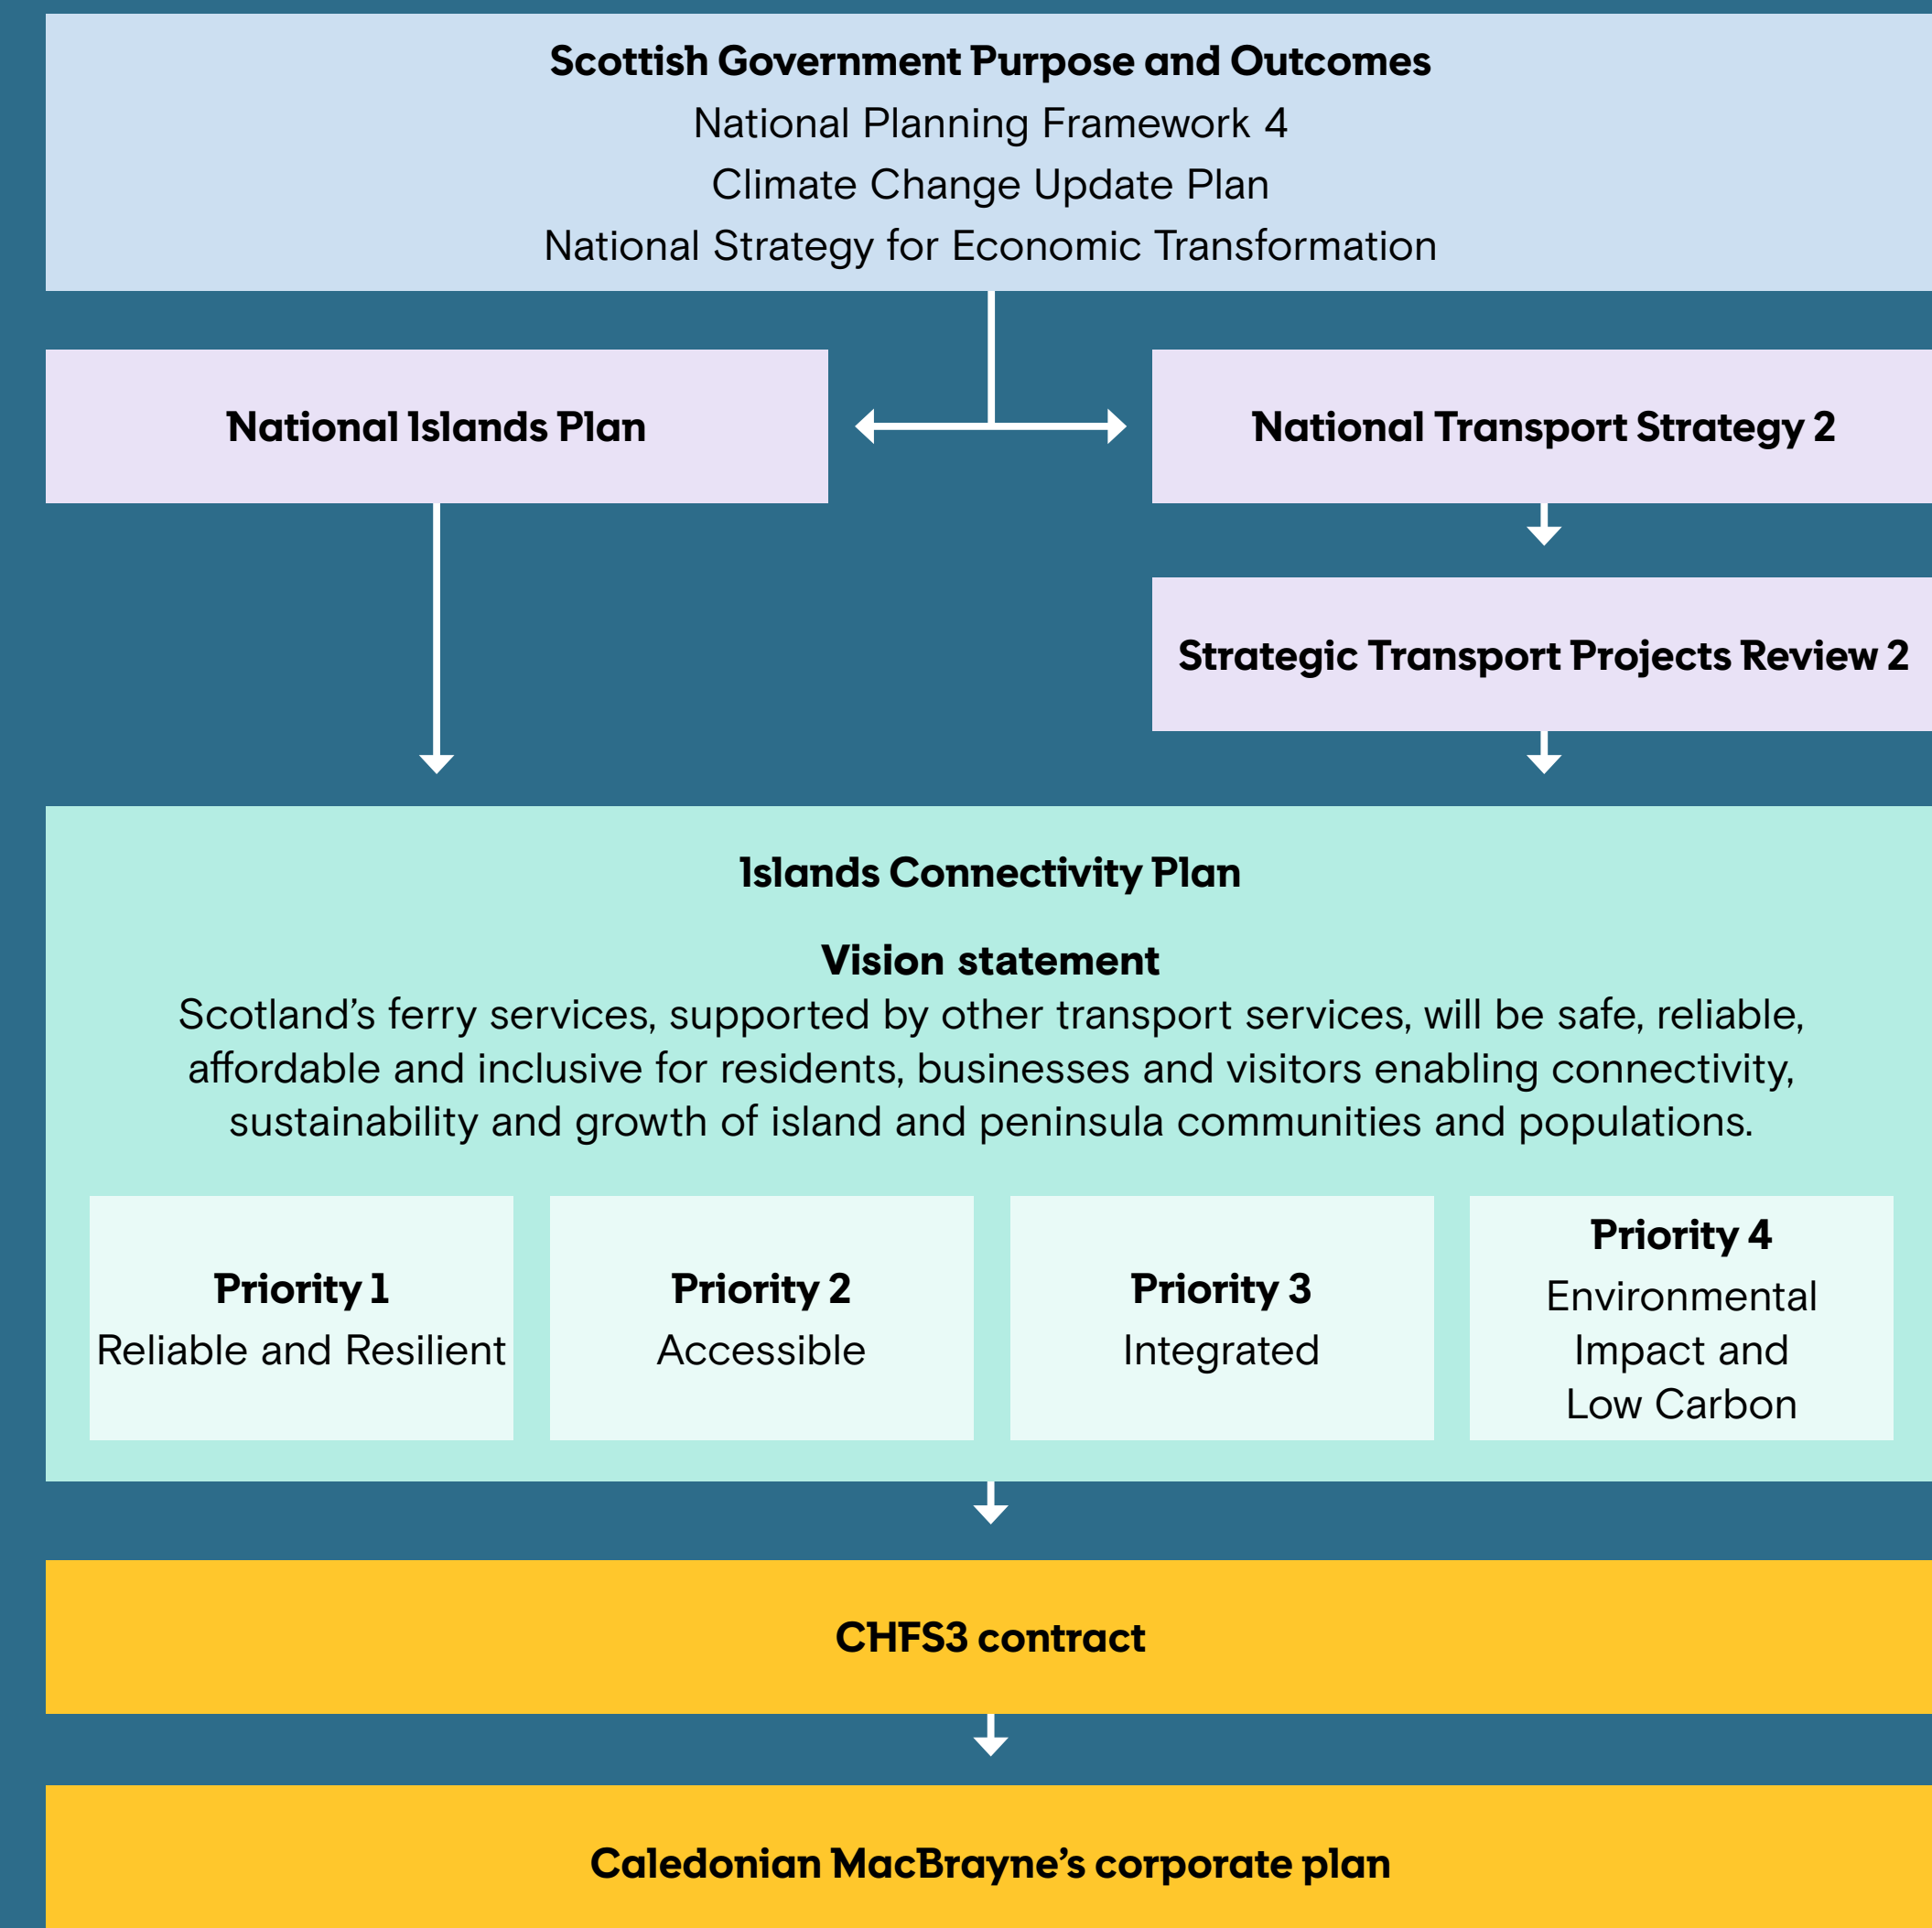 Scottish Government Purpose and Outcomes
National Planning Framework 4
Climate Change Update Plan
National Strategy for Economic Transformation
National Islands Plan
National Transport Strategy 2
Strategic Transport Projects Review 2
Islands Connectivity Plan
Vision statement
Scotland’s ferry services, supported by other transport services, will be safe, reliable,
affordable and inclusive for residents, businesses and visitors enabling connectivity,
sustainability and growth of island and peninsula communities and populations.
Priority 1
Reliable and Resilient
Priority 2
Accessible
Priority 3
Integrated
Priority 4
Environmental
Impact and
Low Carbon
CHFS3 contract
Caledonian MacBrayne’s corporate plan